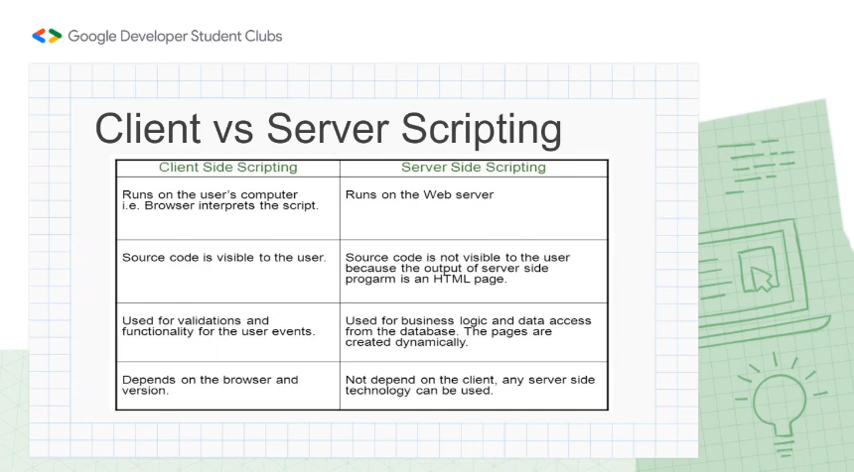 Google Developer Student Clubs
Client vs Server Scripting
Client Side Scripting
Server Side Scripting
Runs on the user's computer
i.e. Browser interprets the script.
Runs on the Web server
Source code is visible to the user.
Source code is not visible to the user
because the output of server side
progarm is an HTML page.
Used for validations and
functionality for the user events.
Used for business logic and data access
from the database. The pages are
created dynamically.
Depends on the browser and
version.
Not depend on the client, any server side
technology can be used.